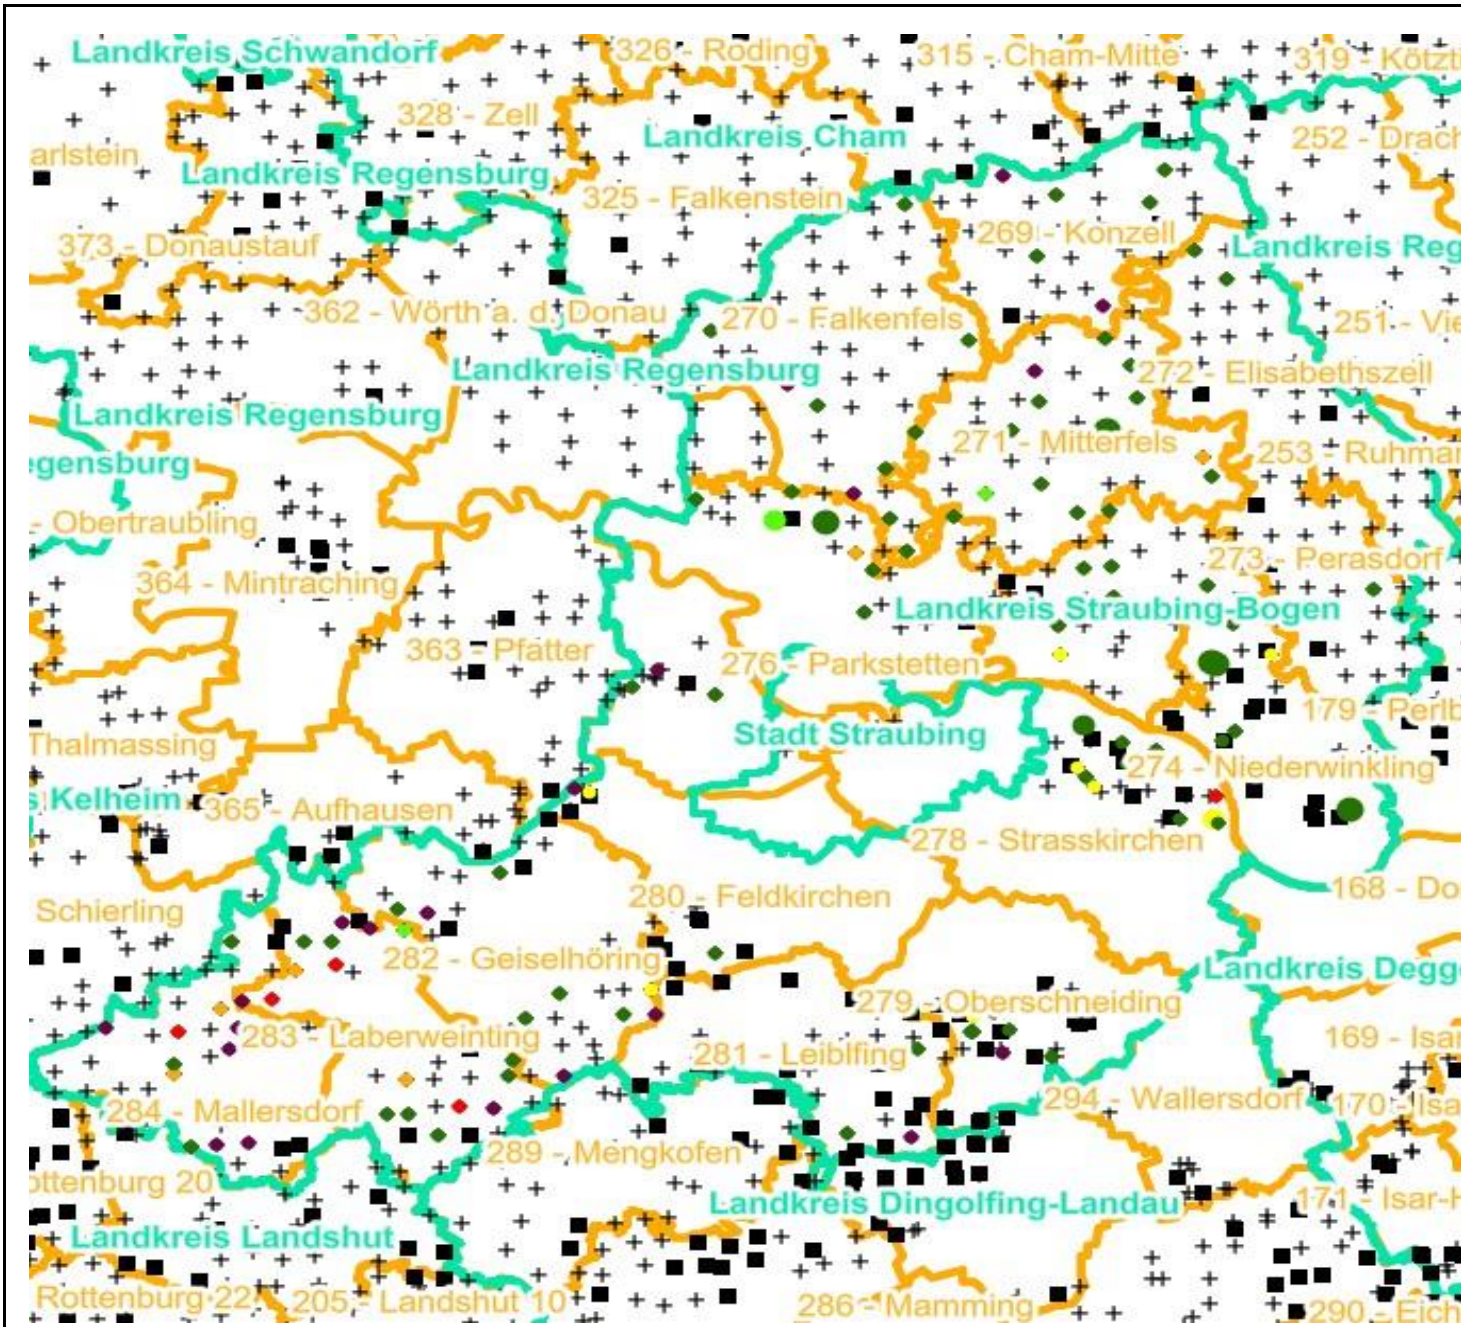 Landkreis Schwandorf
326 - Roding
315 - Cham-Mitte
319 - Kötzti
328 - Zell
Landkreis Cham
252 - Drach
arlstein
Landkreis Regensburg
325 - Falkenstein
373 - Donaustauf
269 - Konzell
Landkreis Reg
362 - Wörth a. d. Donau
270 - Falkenfels
251 - Vie
Landkreis Regensburg
272 - Elisabethszell
Landkreis Regensburg
271 - Mitterfels
253 - Ruhmar
egensburg
- Obertraubling
273 - Perasdorf
364 - Mintraching
Landkreis Straubing-Bogen
363 - Pfatter
276 - Parkstetten
179 - Perlb
Thalmassing
Stadt Straubing
274 - Niederwinkling
s Kelheim
365 - Aufhausen
278 - Strasskirchen
280 - Feldkirchen
168 - Do
Schierling
282 - Geiselhöring
Landkreis Degge
279 - Oberschneiding
283 - Laberweinting
281 - Leiblfing
169 - Isar
284 - Mallersdorf
294 - Wallersdorf
170 - Isa
289 - Mengkofen
ottenburg 20
Landkreis Dingolfing-Landau
171 - Isar-H
Landkreis Landshut
Rottenburg 22
205 - Landshut 10
286 - Mamming
290 - Eich